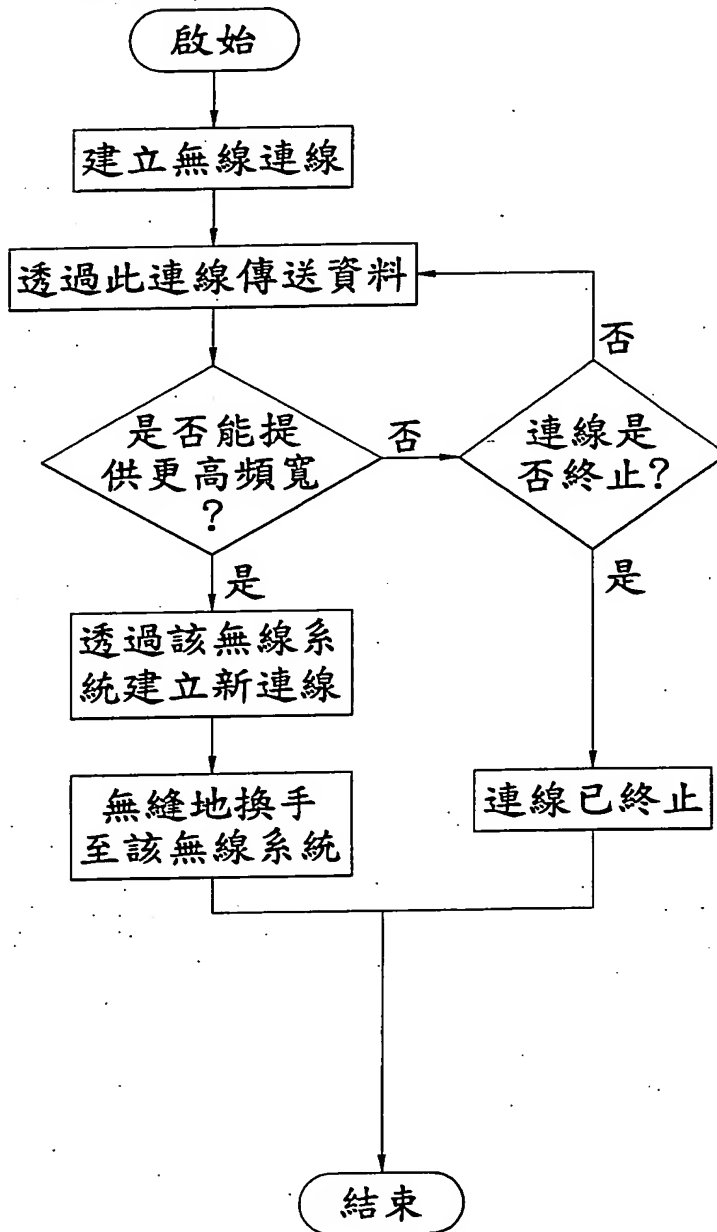 啟始
建立無線連線
透過此連線傳送資料
否
是否能提
供更高頻寬
?
否
連線是
否終止?
是
是
透過該無線系
統建立新連線
無縫地換手
至該無線系統
連線已終止
結束